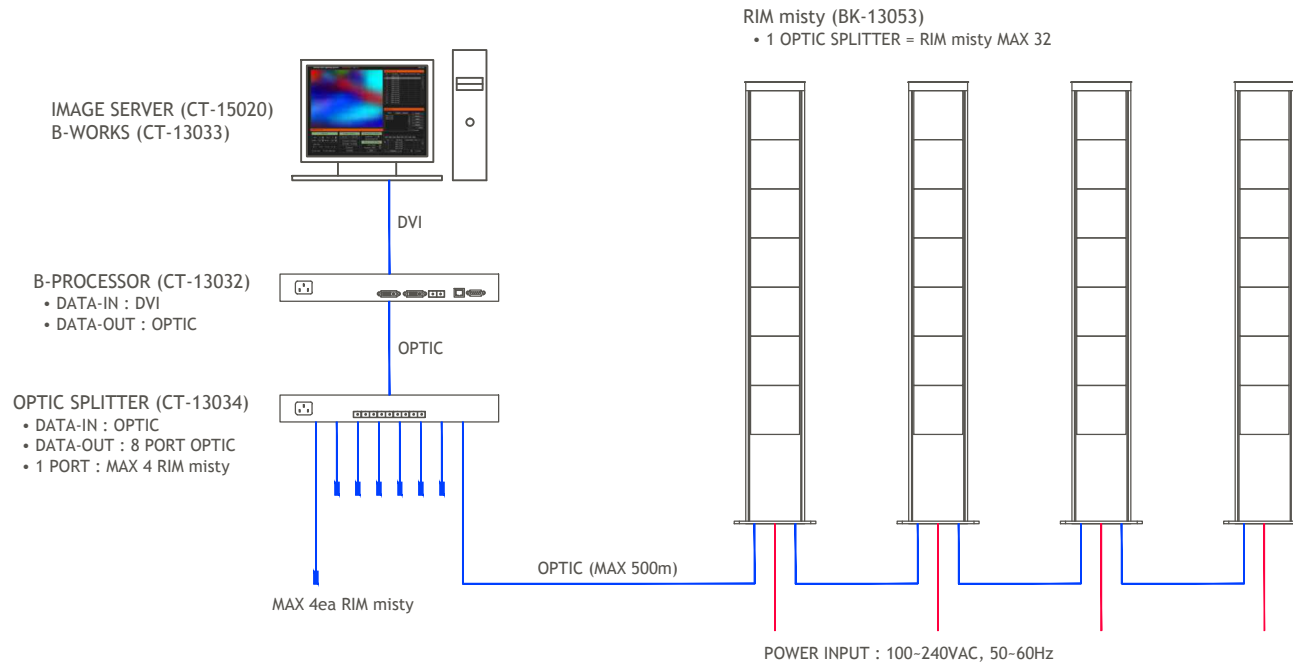 RIM misty (BK-13053)
• 1 OPTIC SPLITTER = RIM misty MAX 32
IMAGE SERVER (CT-15020)
B-WORKS (CT-13033)
DVI
B-PROCESSOR (CT-13032)
• DATA-IN : DVI
• DATA-OUT : OPTIC
OPTIC
OPTIC SPLITTER (CT-13034)
• DATA-IN : OPTIC
• DATA-OUT : 8 PORT OPTIC
• 1 PORT : MAX 4 RIM misty
OPTIC (MAX 500m)
MAX 4ea RIM misty
POWER INPUT : 100~240VAC, 50~60Hz